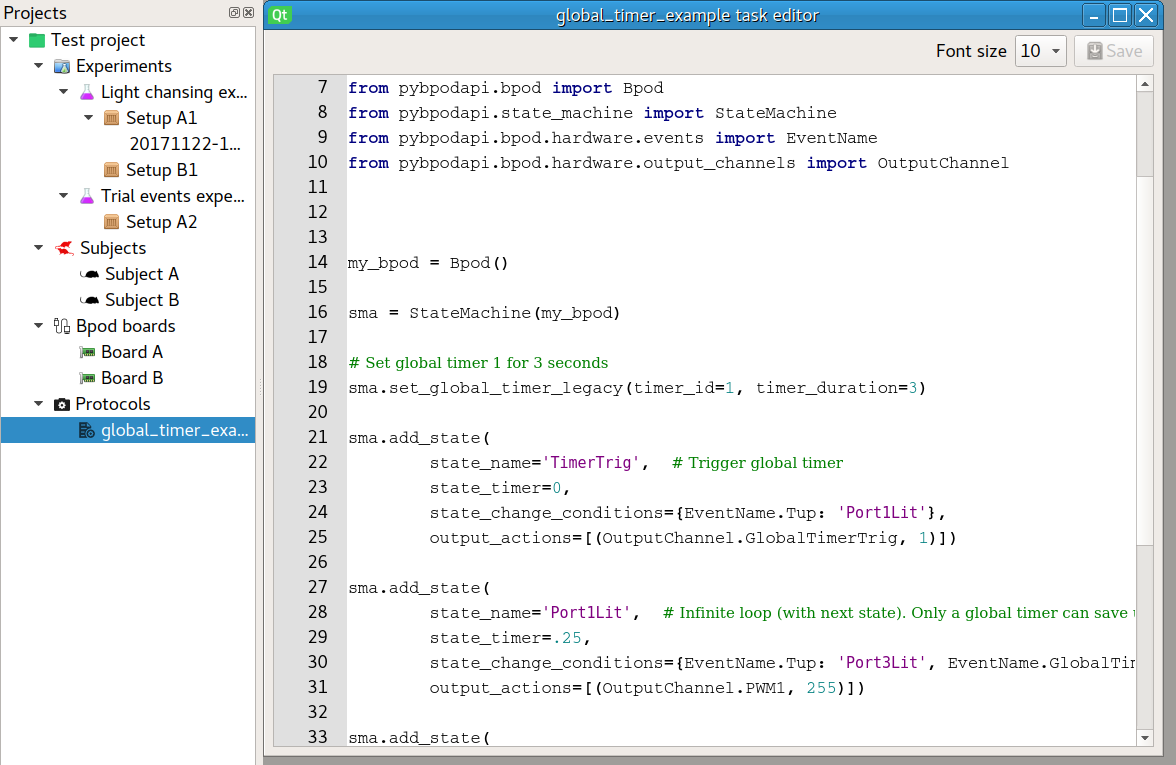 Projects
Test project
Experiments
Light chansing ex...
Setup A1
20171122-1...
Setup B1
Trial events expe...
Setup A2
Subjects
Subject A
Subject B
Bpod boards
Board A
Board B
Protocols
global_timer_exa...
Qt global_timer_example task editor
Font size 10 Save
7 from pybpodapi.bpod import Bpod
8 from pybpodapi.state_machine import StateMachine
9 from pybpodapi.bpod.hardware.events import EventName
10 from pybpodapi.bpod.hardware.output_channels import OutputChannel
11
12
13
14 my_bpod = Bpod()
15
16 sma = StateMachine(my_bpod)
17
18 # Set global timer 1 for 3 seconds
19 sma.set_global_timer_legacy(timer_id=1, timer_duration=3)
20
21 sma.add_state(
22 state_name='TimerTrig', # Trigger global timer
23 state_timer=0,
24 state_change_conditions={EventName.Tup: 'Port1Lit'},
25 output_actions=[(OutputChannel.GlobalTimerTrig, 1)])
26
27 sma.add_state(
28 state_name='Port1Lit', # Infinite loop (with next state). Only a global timer can save
29 state_timer=.25,
30 state_change_conditions={EventName.Tup: 'Port3Lit', EventName.GlobalTi
31 output_actions=[(OutputChannel.PWM1, 255)])
32
33 sma.add_state(